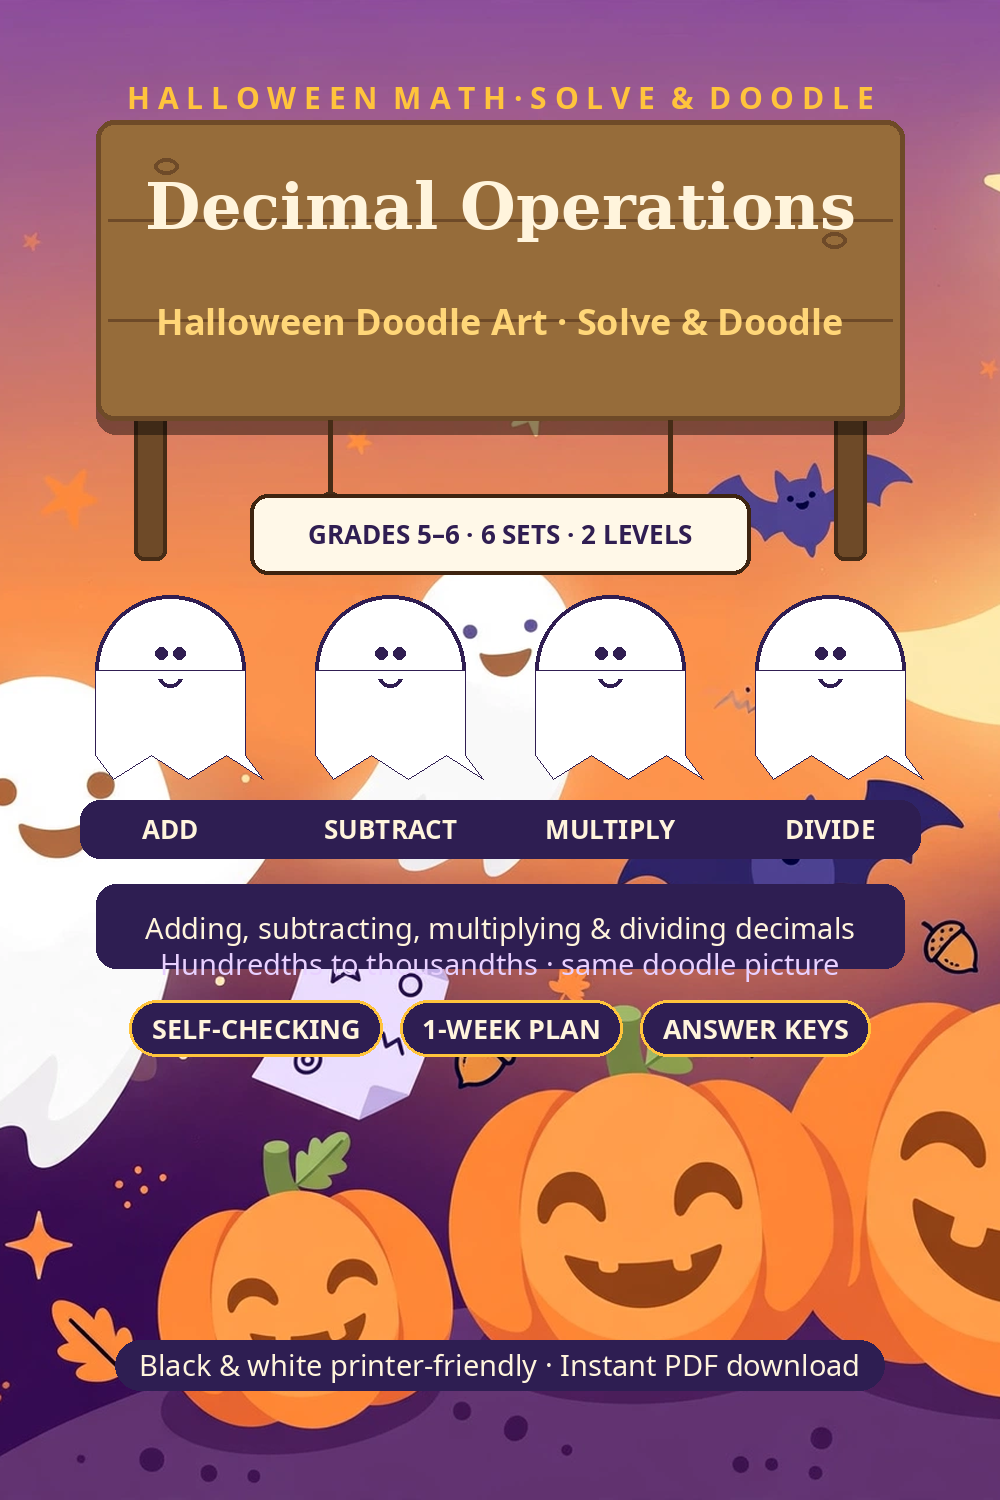 HALLOWEEN MATH·SOLVE & DOODLE
Decimal Operations
Halloween Doodle Art · Solve & Doodle
GRADES 5–6 · 6 SETS · 2 LEVELS
ADD SUBTRACT MULTIPLY DIVIDE
Adding, subtracting, multiplying & dividing decimals
Hundredths to thousandths · same doodle picture
SELF-CHECKING 1-WEEK PLAN ANSWER KEYS
Black & white printer-friendly · Instant PDF download